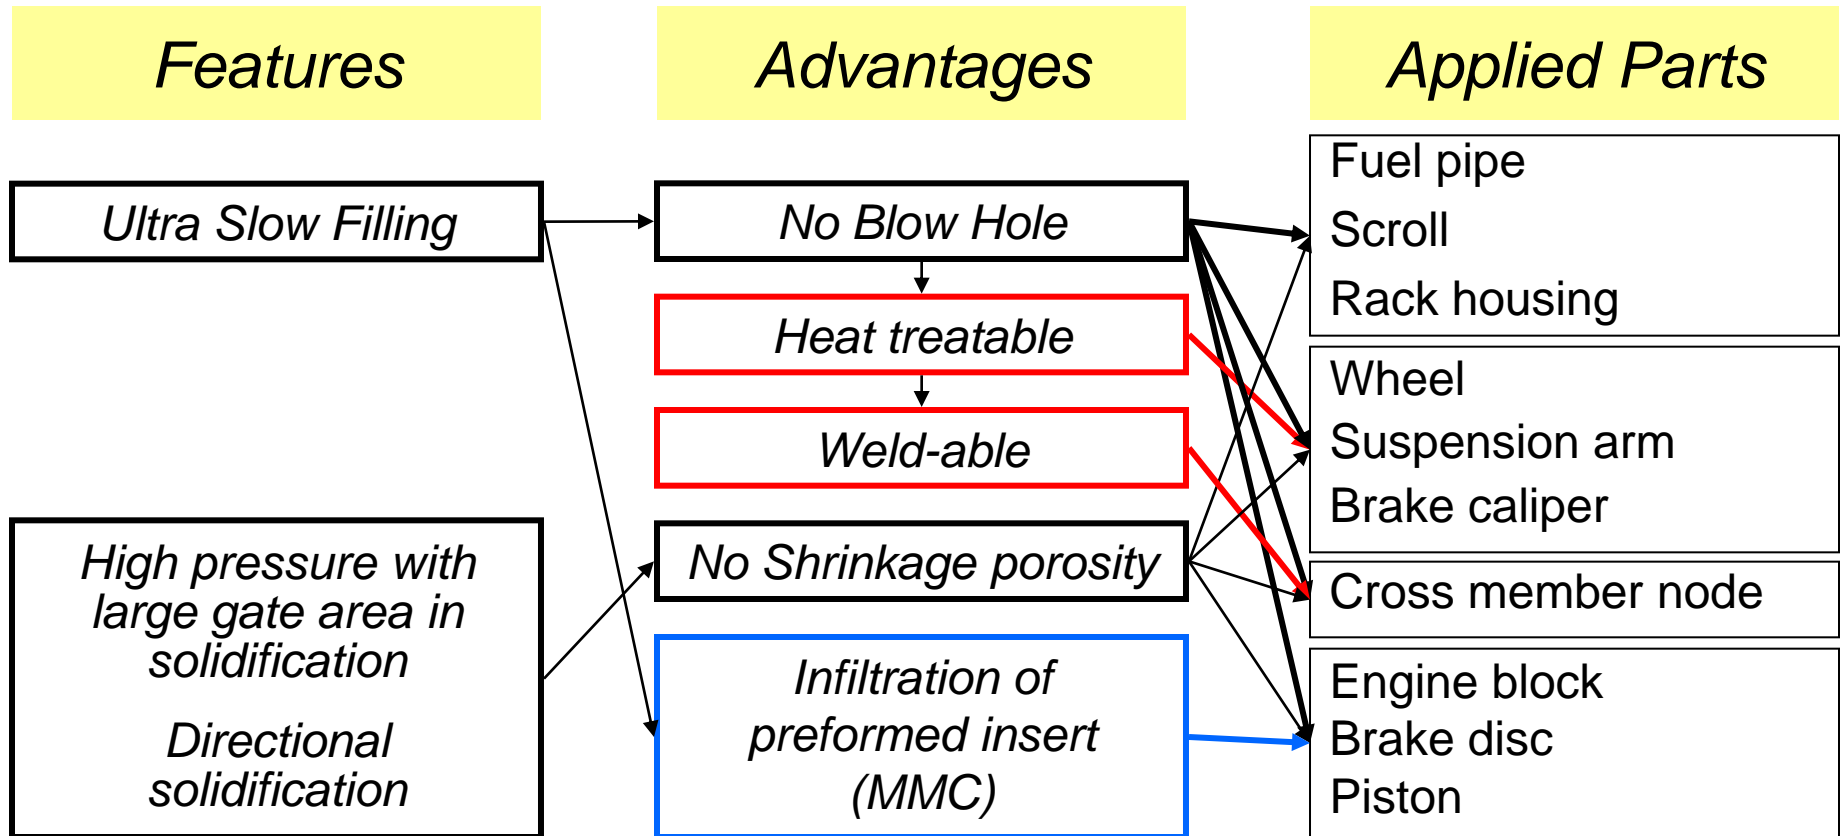 Features
Advantages
Applied Parts
Ultra Slow Filling
High pressure with
large gate area in
solidification
Directional
solidification
No Blow Hole
Heat treatable
Weld-able
No Shrinkage porosity
Infiltration of
preformed insert
(MMC)
Fuel pipe
Scroll
Rack housing
Wheel
Suspension arm
Brake caliper
Cross member node
Engine block
Brake disc
Piston